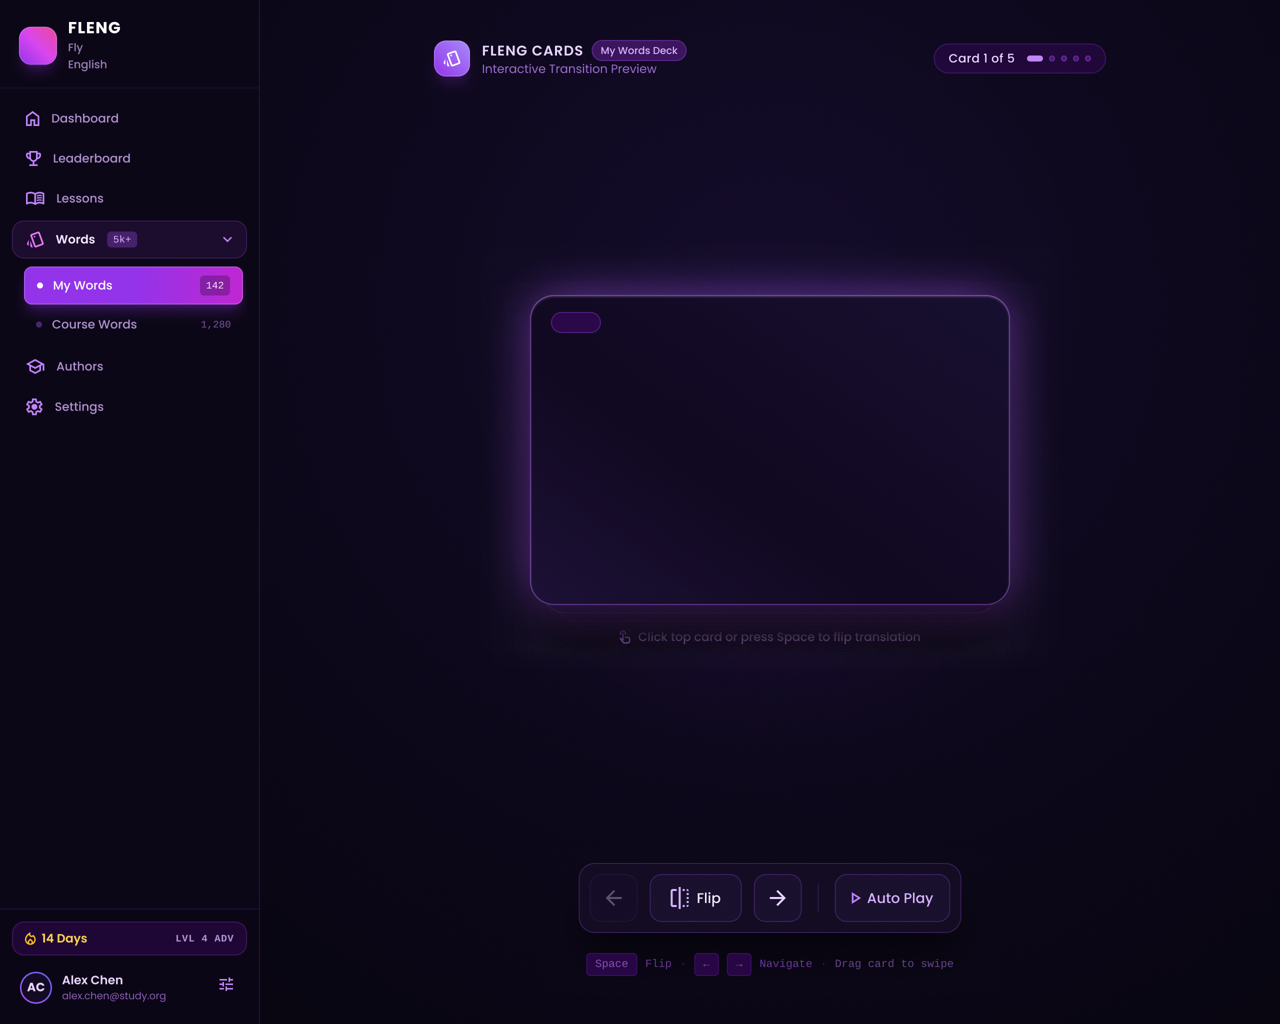 FLENG
Fly
English
Dashboard
Leaderboard
Lessons
Words 5k+
My Words 142
Course Words 1,280
Authors
Settings
14 Days LVL 4 ADV
AC
Alex Chen
alex.chen@study.org
FLENG CARDS My Words Deck
Interactive Transition Preview
Card 1 of 5
Click top card or press Space to flip translation
Flip
Auto Play
Space Flip · ← → Navigate · Drag card to swipe